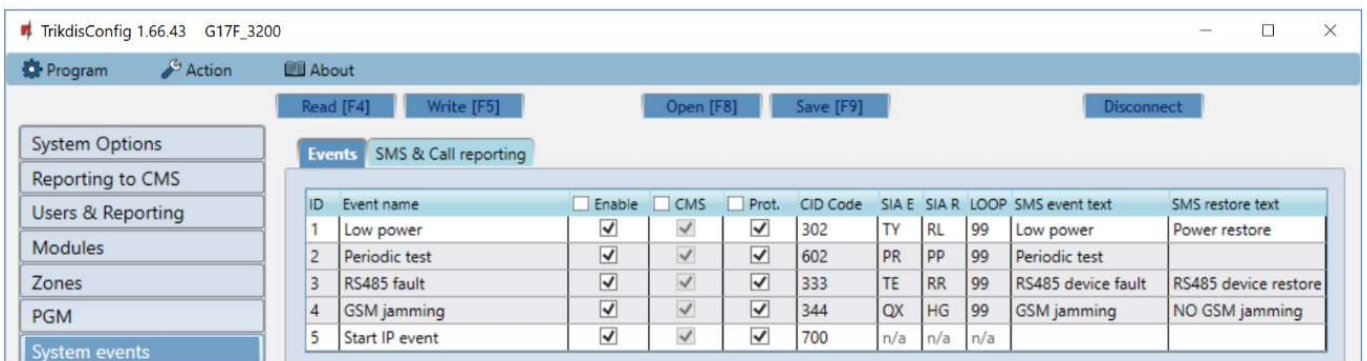 TrikdisConfig 1.66.43 G17F_3200
Program Action About
Read [F4] Write [F5] Open [F8] Save [F9] Disconnect
System Options
Reporting to CMS
Users & Reporting
Modules
Zones
PGM
System events
Events SMS & Call reporting
ID Event name Enable CMS Prot. CID Code SIA E SIA R LOOP SMS event text SMS restore text
1 Low power 302 TY RL 99 Low power Power restore
2 Periodic test 602 PR PP 99 Periodic test
3 RS485 fault 333 TE RR 99 RS485 device fault RS485 device restore
4 GSM jamming 344 QX HG 99 GSM jamming NO GSM jamming
5 Start IP event 700 n/a n/a n/a